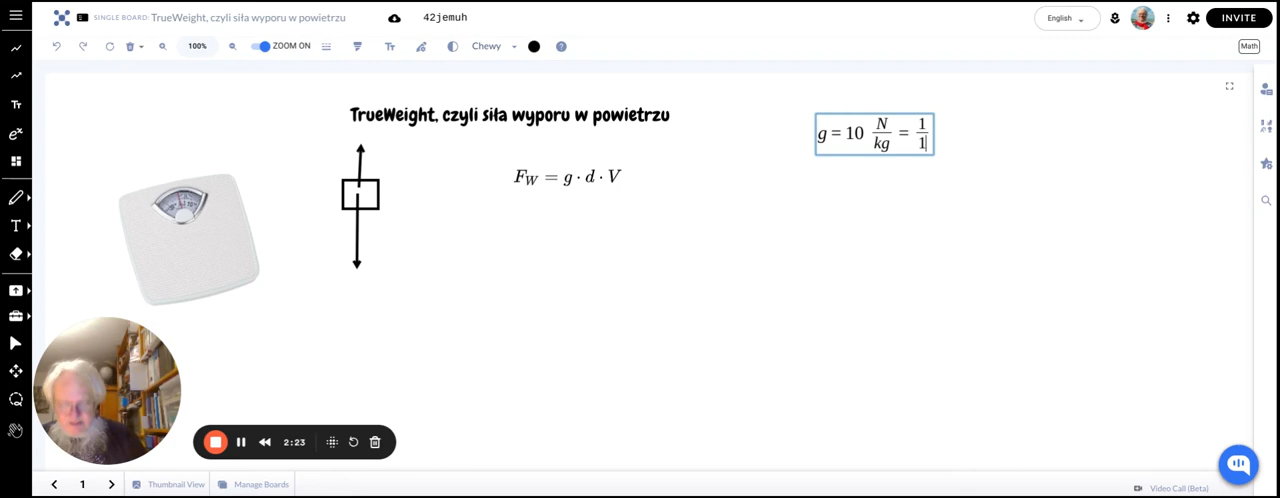 SINGLE BOARD: TrueWeight, czyli siła wyporu w powietrzu
42jemuh
English
INVITE
100%
ZOOM ON
Tт
Chewy
Math
TrueWeight, czyli siła wyporu w powietrzu
g = 10 N/kg = 1/1
F_W = g · d · V
2:23
1
Thumbnail View
Manage Boards
Video Call (Beta)